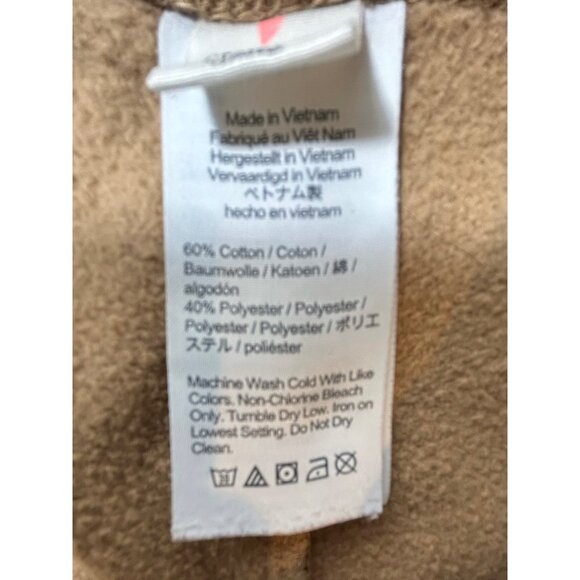 Made in Vietnam
Fabriqué au Viêt Nam
Hergestellt in Vietnam
Vervaardigd in Vietnam
ベトナム製
hecho en vietnam
60% Cotton / Coton /
Baumwolle / Katoen / 綿 /
algodón
40% Polyester / Polyester /
Polyester / Polyester / ポリエ
ステル / poliéster
Machine Wash Cold With Like
Colors. Non-Chlorine Bleach
Only. Tumble Dry Low. Iron on
Lowest Setting. Do Not Dry
Clean.